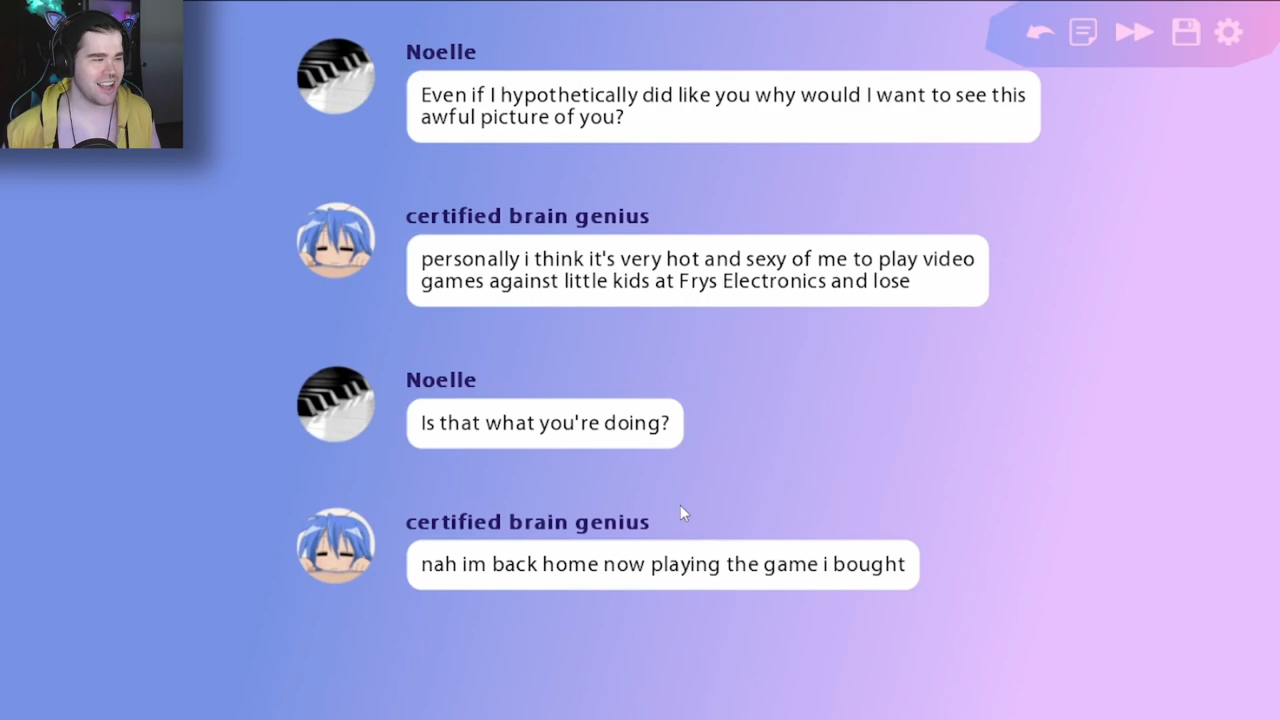 Noelle
Even if I hypothetically did like you why would I want to see this
awful picture of you?
certified brain genius
personally i think it's very hot and sexy of me to play video
games against little kids at Frys Electronics and lose
Noelle
Is that what you're doing?
certified brain genius
nah im back home now playing the game i bought